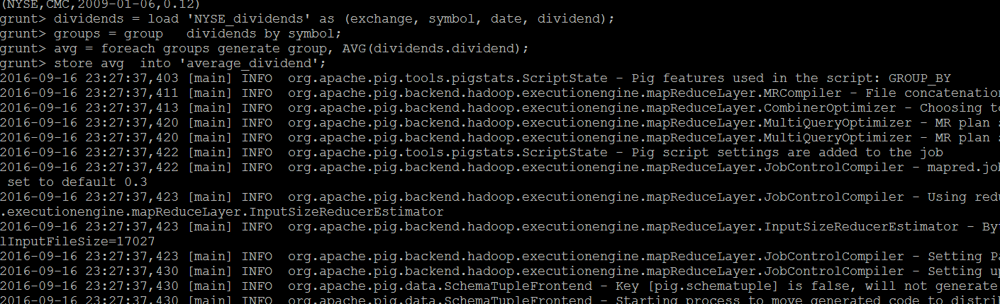 (NYSE,CMC,2009-01-06,0.12)
grunt> dividends = load 'NYSE_dividends' as (exchange, symbol, date, dividend);
grunt> groups = group   dividends by symbol;
grunt> avg = foreach groups generate group, AVG(dividends.dividend);
grunt> store avg  into 'average_dividend';
2016-09-16 23:27:37,403 [main] INFO  org.apache.pig.tools.pigstats.ScriptState - Pig features used in the script: GROUP_BY
2016-09-16 23:27:37,411 [main] INFO  org.apache.pig.backend.hadoop.executionengine.mapReduceLayer.MRCompiler - File concatenation
2016-09-16 23:27:37,413 [main] INFO  org.apache.pig.backend.hadoop.executionengine.mapReduceLayer.CombinerOptimizer - Choosing to
2016-09-16 23:27:37,420 [main] INFO  org.apache.pig.backend.hadoop.executionengine.mapReduceLayer.MultiQueryOptimizer - MR plan
2016-09-16 23:27:37,420 [main] INFO  org.apache.pig.backend.hadoop.executionengine.mapReduceLayer.MultiQueryOptimizer - MR plan
2016-09-16 23:27:37,422 [main] INFO  org.apache.pig.tools.pigstats.ScriptState - Pig script settings are added to the job
2016-09-16 23:27:37,422 [main] INFO  org.apache.pig.backend.hadoop.executionengine.mapReduceLayer.JobControlCompiler - mapred.job
 set to default 0.3
2016-09-16 23:27:37,423 [main] INFO  org.apache.pig.backend.hadoop.executionengine.mapReduceLayer.JobControlCompiler - Using redu
.executionengine.mapReduceLayer.InputSizeReducerEstimator
2016-09-16 23:27:37,423 [main] INFO  org.apache.pig.backend.hadoop.executionengine.mapReduceLayer.InputSizeReducerEstimator - Byt
lInputFileSize=17027
2016-09-16 23:27:37,423 [main] INFO  org.apache.pig.backend.hadoop.executionengine.mapReduceLayer.JobControlCompiler - Setting Pa
2016-09-16 23:27:37,430 [main] INFO  org.apache.pig.backend.hadoop.executionengine.mapReduceLayer.JobControlCompiler - Setting up
2016-09-16 23:27:37,430 [main] INFO  org.apache.pig.data.SchemaTupleFrontend - Key [pig.schematuple] is false, will not generate
2016-09-16 23:27:37,430 [main] INFO  org.apache.pig.data.SchemaTupleFrontend - Starting process to move generated code to distri